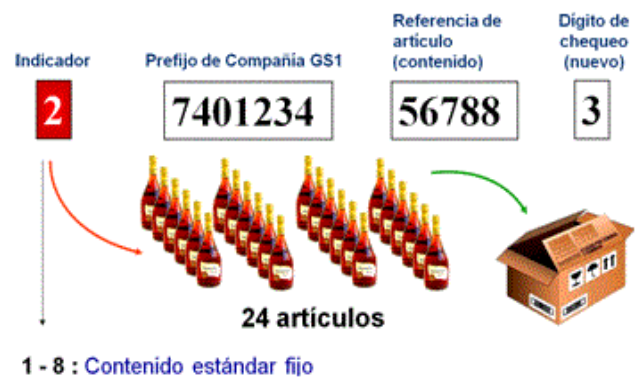 Indicador
Prefijo de Compañía GS1
Referencia de
artículo
(contenido)
Dígito de
chequeo
(nuevo)
2
7401234
56788
3
24 artículos
1 - 8 : Contenido estándar fijo